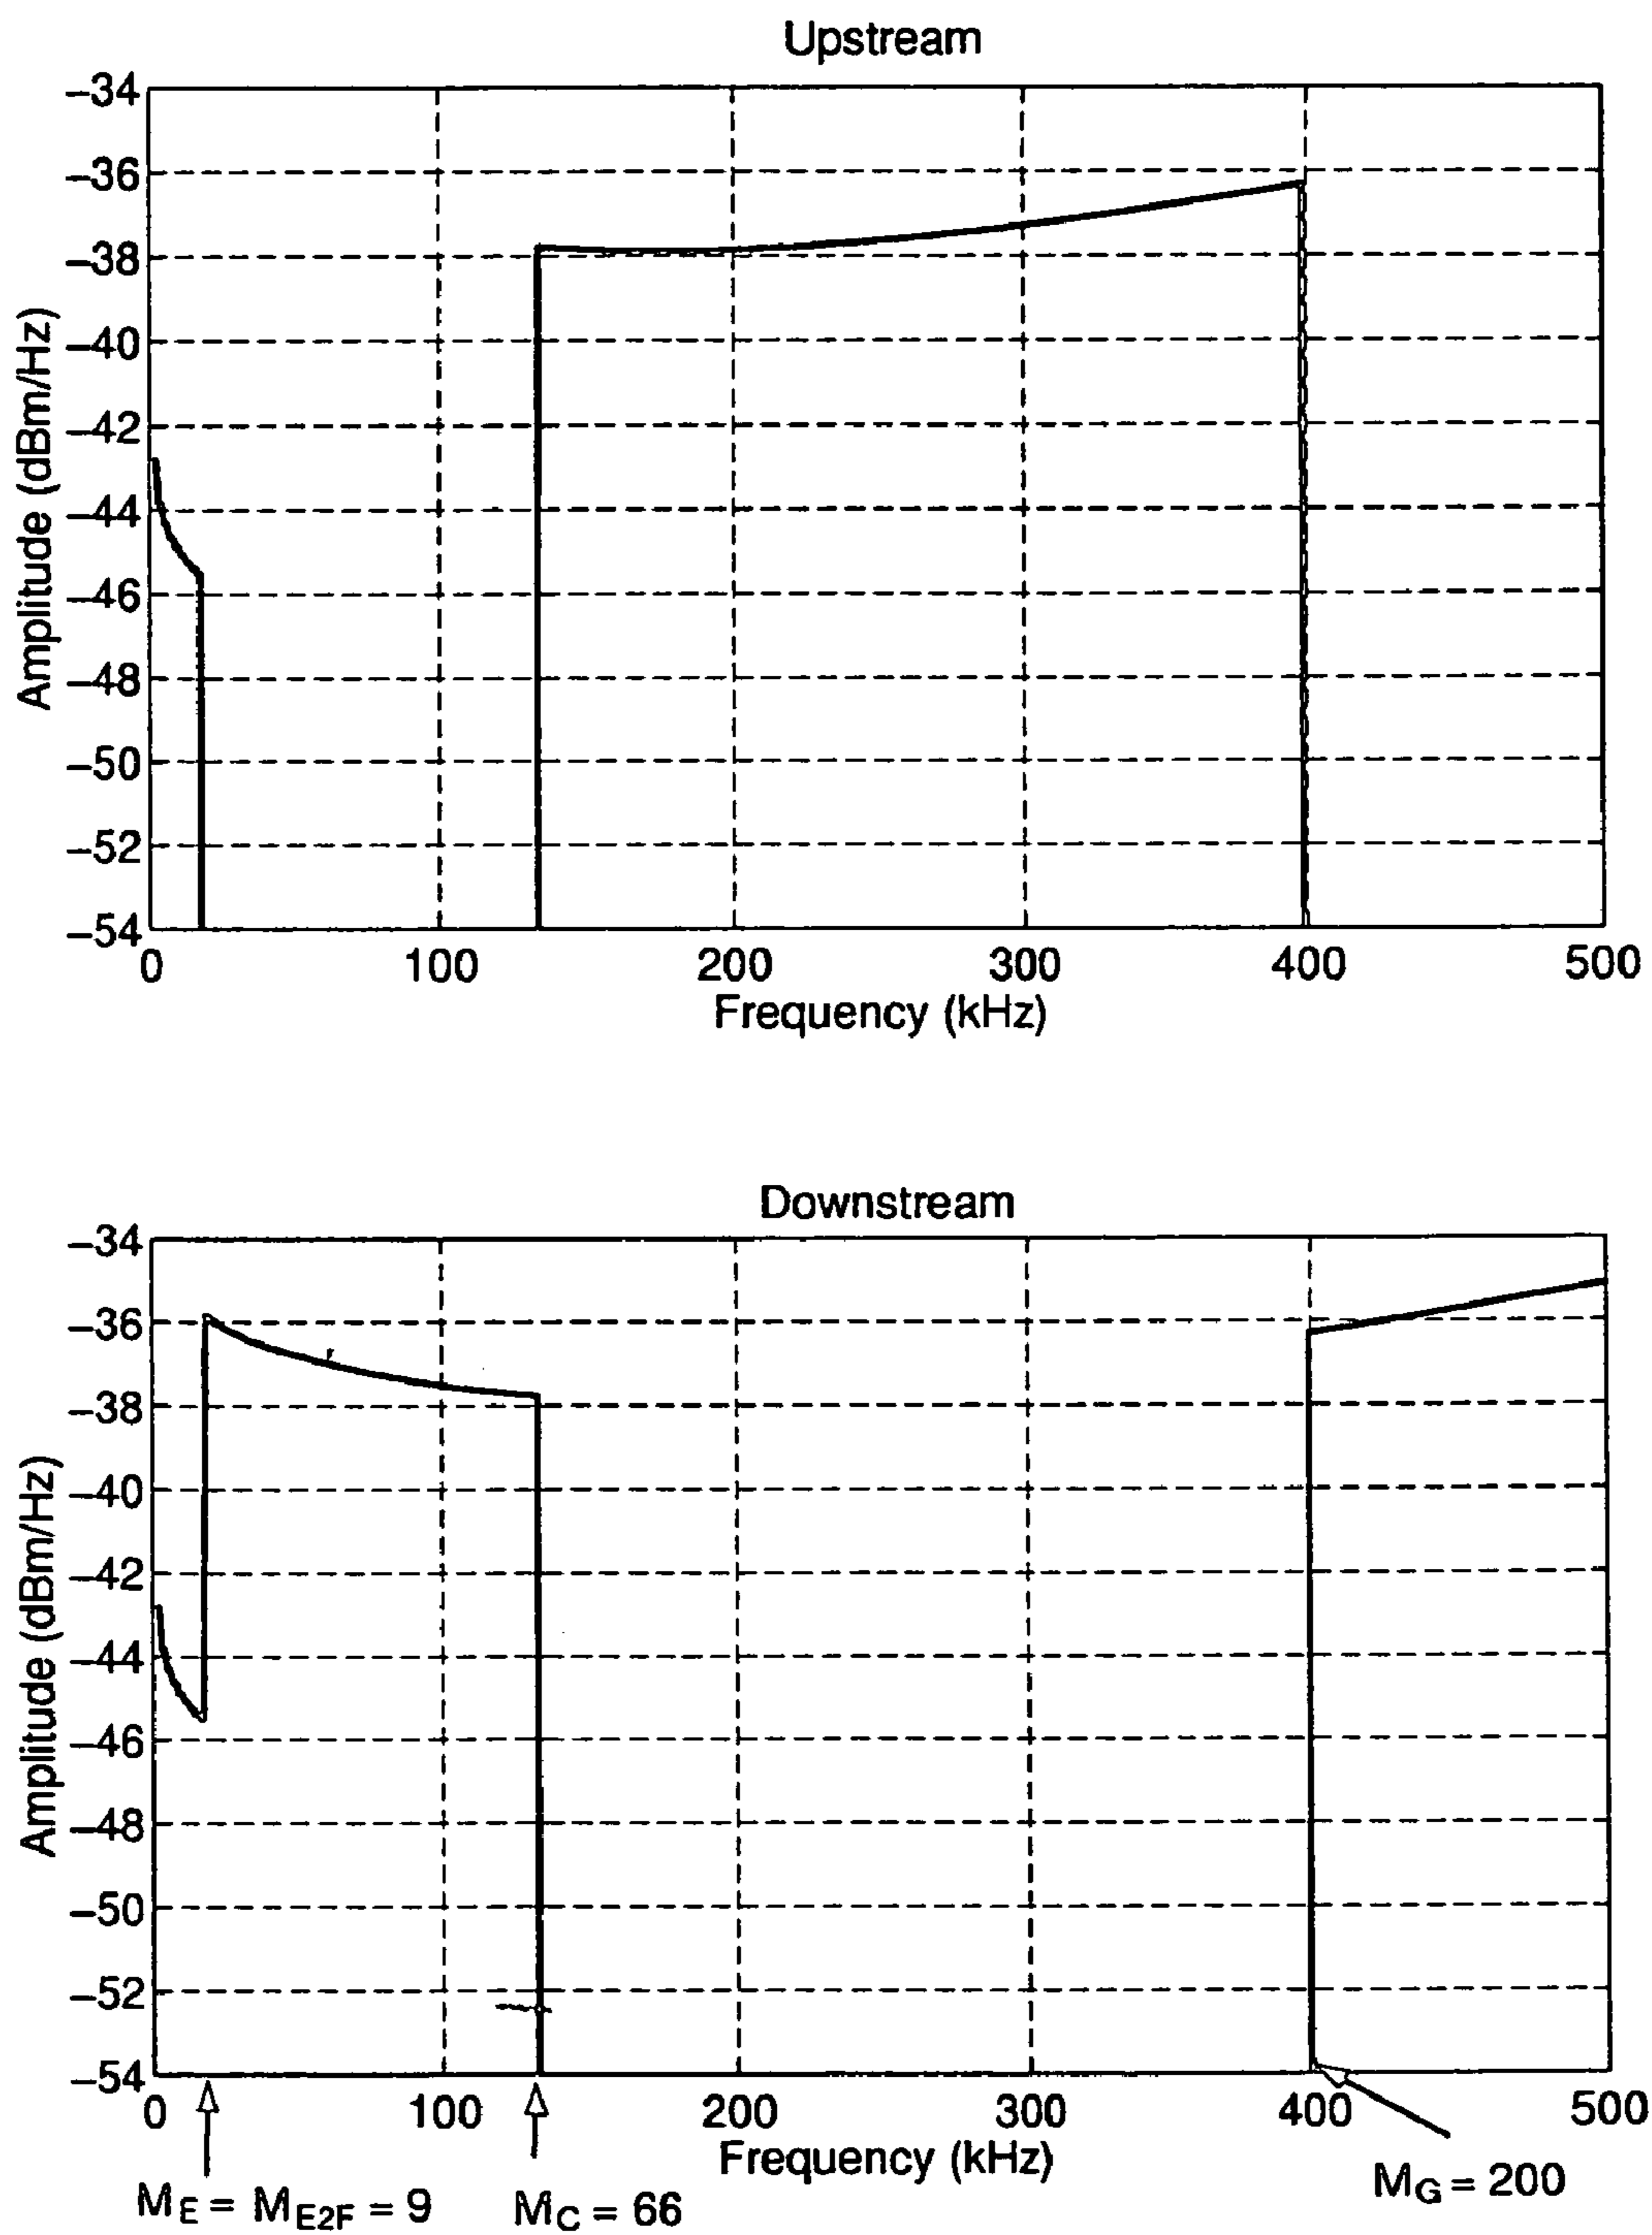 Upstream
Amplitude (dBm/Hz)
−34
−36
−38
−40
−42
−44
−46
−48
−50
−52
−54
0 100 200 300 400 500
Frequency (kHz)
Downstream
Amplitude (dBm/Hz)
−34
−36
−38
−40
−42
−44
−46
−48
−50
−52
−54
0 100 200 300 400 500
Frequency (kHz)
ME = ME2F = 9 MC = 66 MG = 200